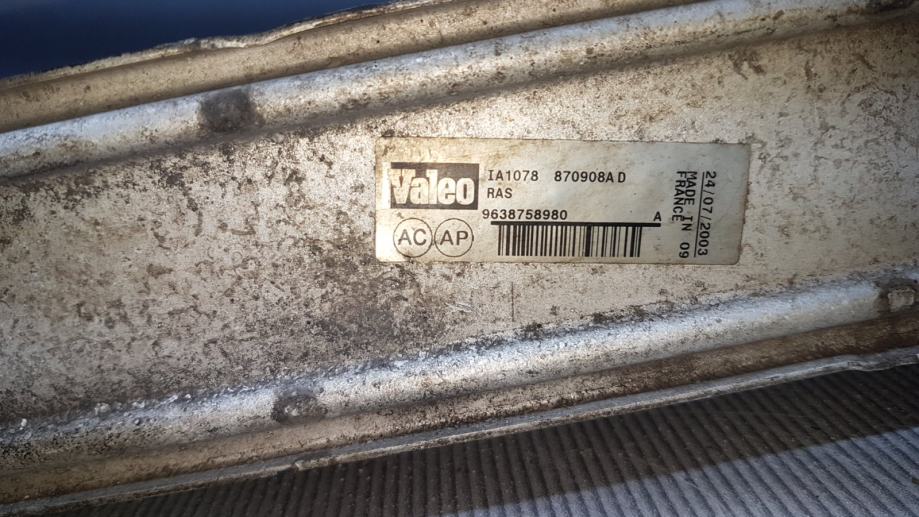 Valeo
IA1078 870908A D
RAS
9638758980 A
AC AP
24/07/2003
MADE IN
FRANCE N 09